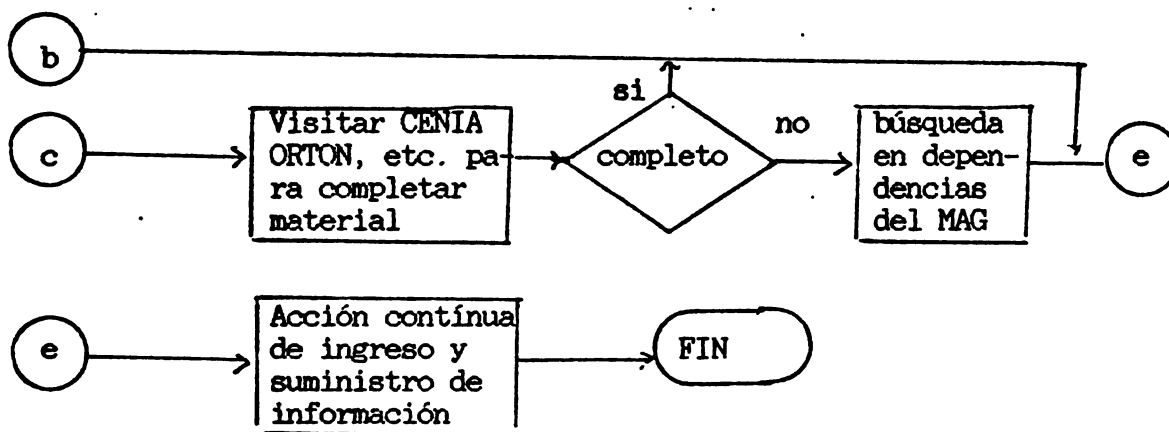 b
si
c
Visitar CENIA
ORTON, etc. pa-
ra completar
material
completo
no
búsqueda
en depen-
dencias
del MAG
e
e
Acción contínua
de ingreso y
suministro de
información
FIN